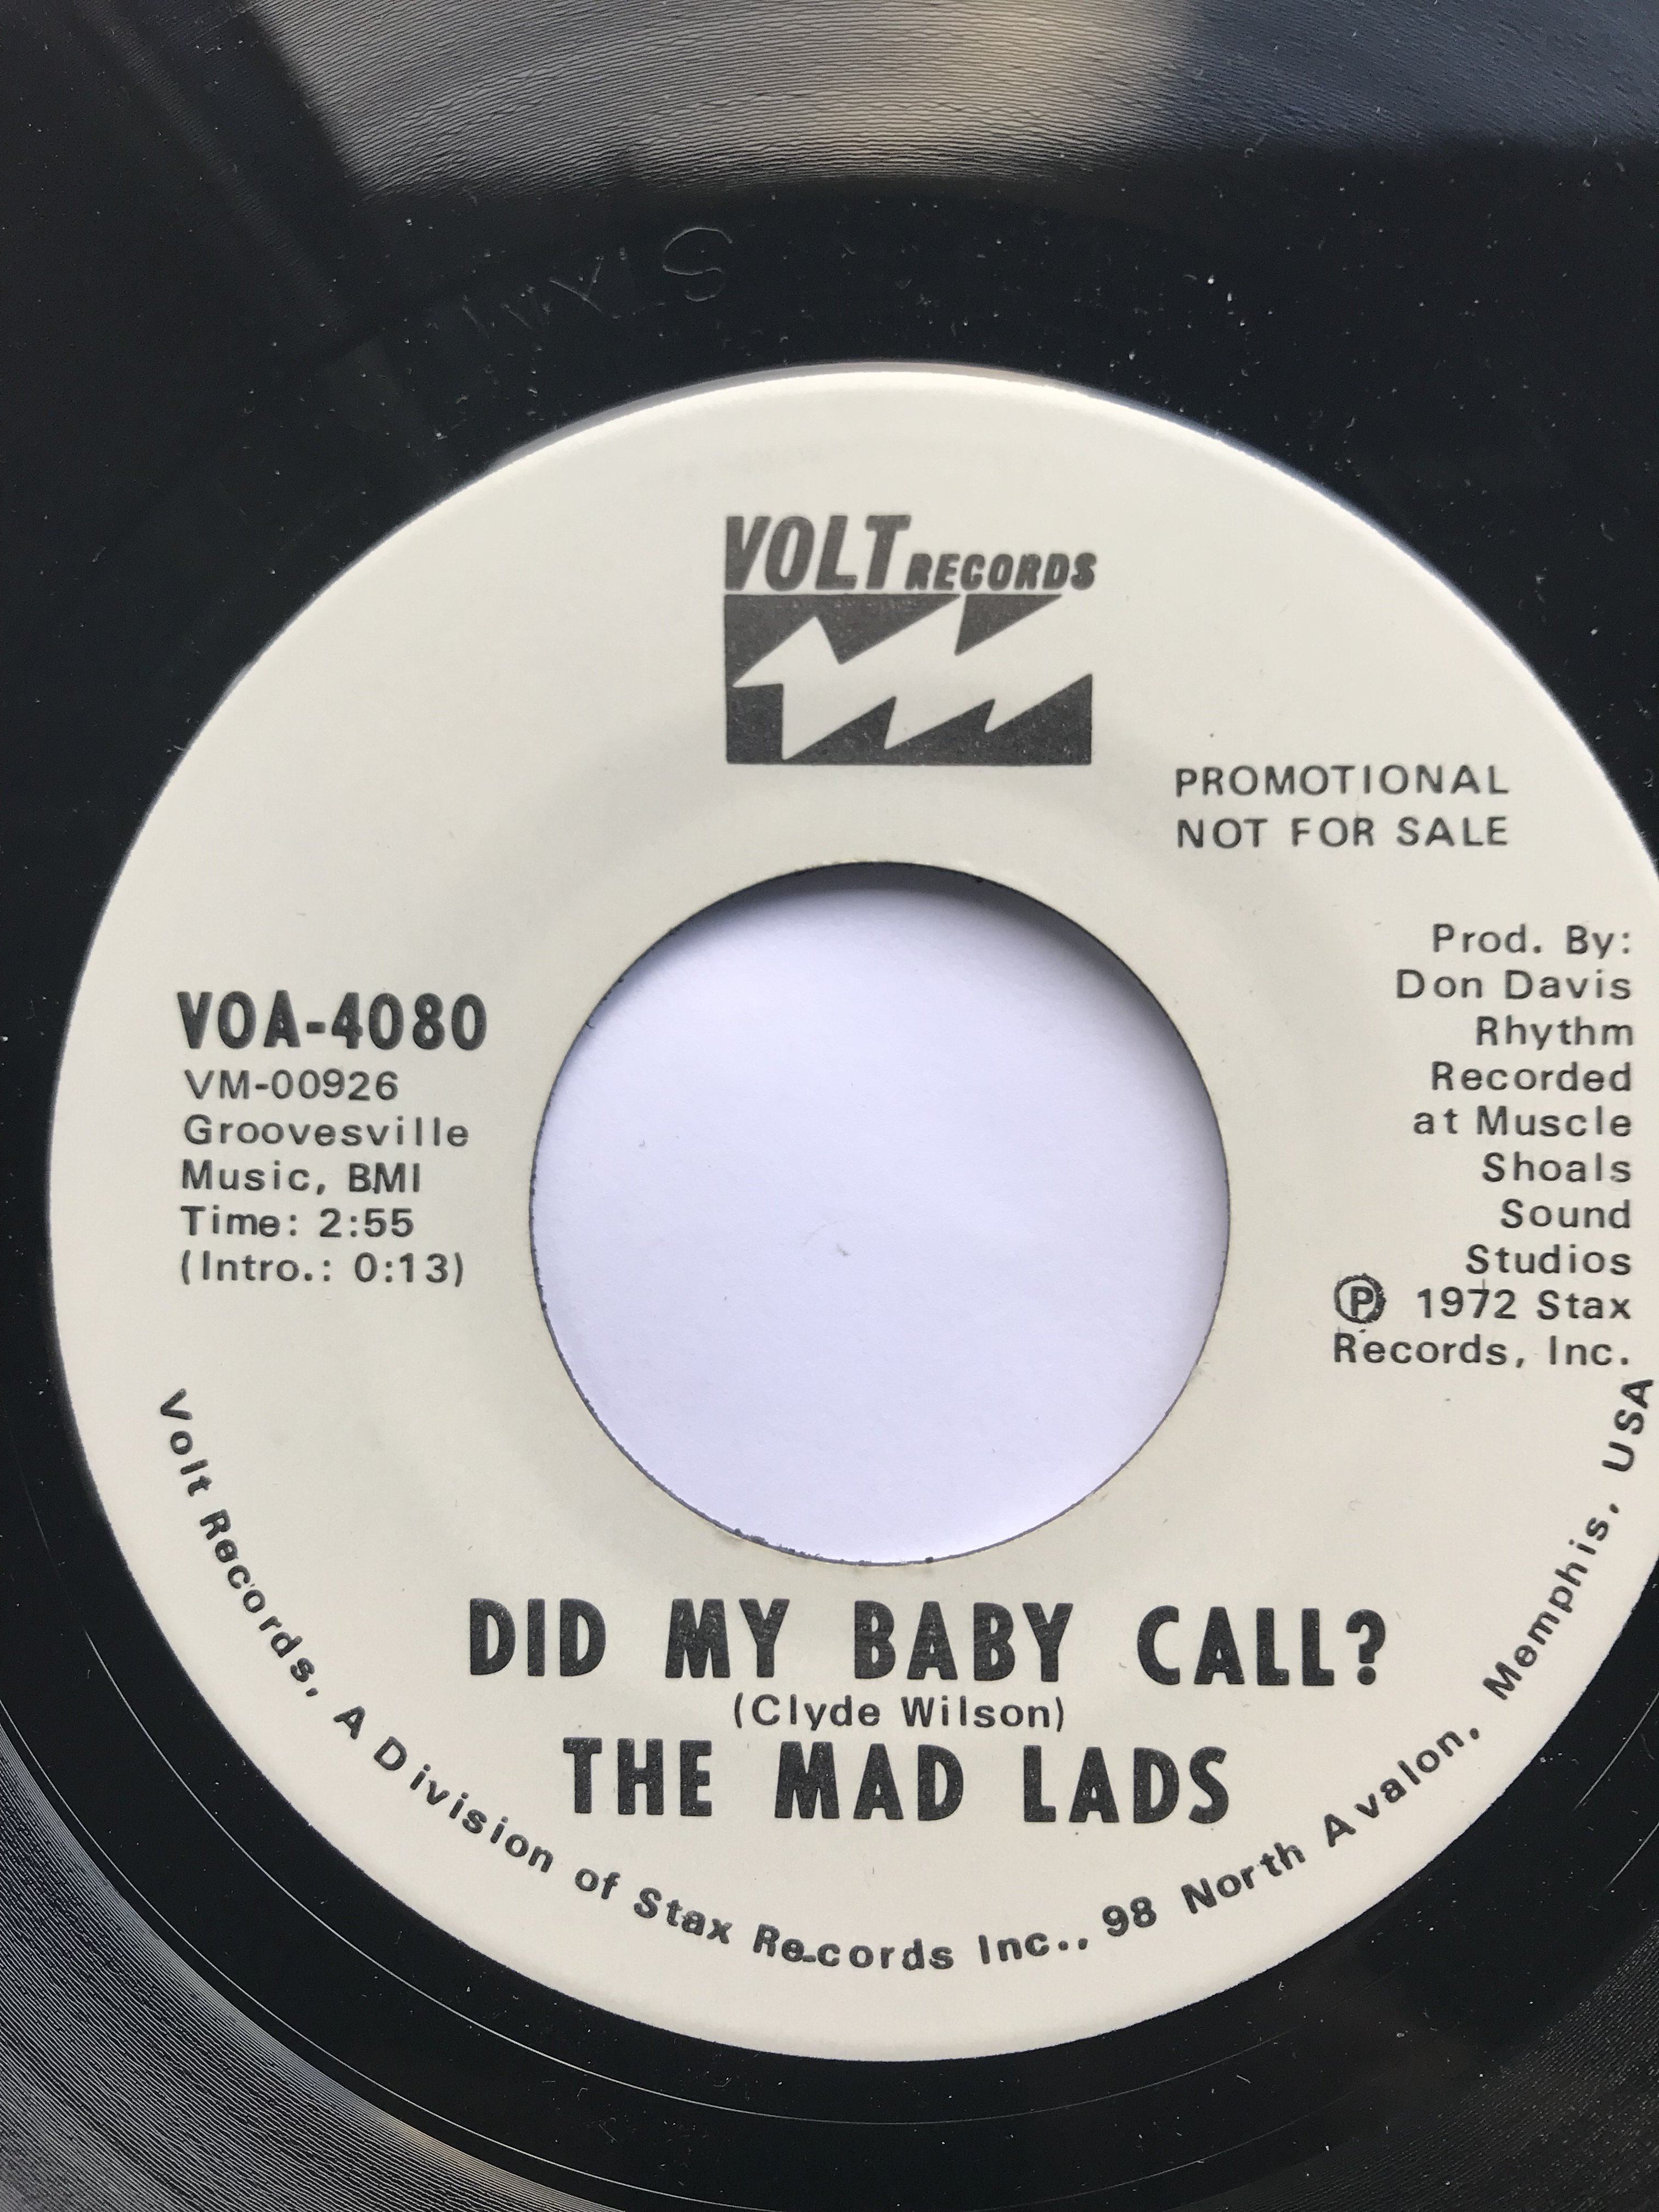 VOLT RECORDS
PROMOTIONAL
NOT FOR SALE
VOA-4080
VM-00926
Groovesville
Music, BMI
Time: 2:55
(Intro.: 0:13)
Prod. By:
Don Davis
Rhythm
Recorded
at Muscle
Shoals
Sound
Studios
Ⓟ 1972 Stax
Records, Inc.
DID MY BABY CALL?
(Clyde Wilson)
THE MAD LADS
Volt Records, A Division of Stax Records Inc., 98 North Avalon, Memphis, USA